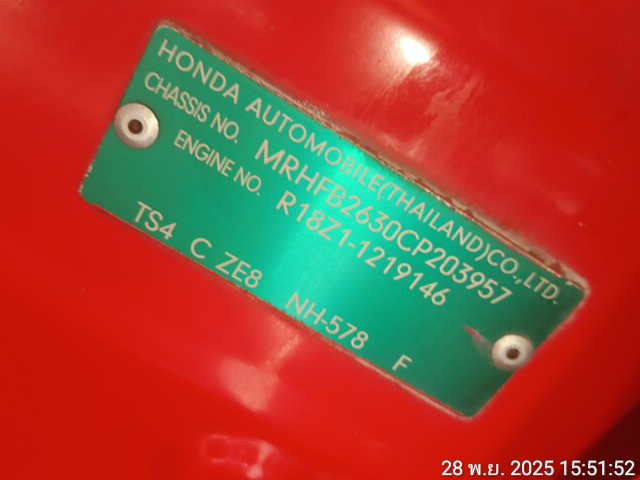 HONDA AUTOMOBILE(THAILAND)CO.,LTD.
CHASSIS NO. MRHFB2630CP203957
ENGINE NO. R18Z1-1219146
TS4 C ZE8 NH-578 F
28 พ.ย. 2025 15:51:52